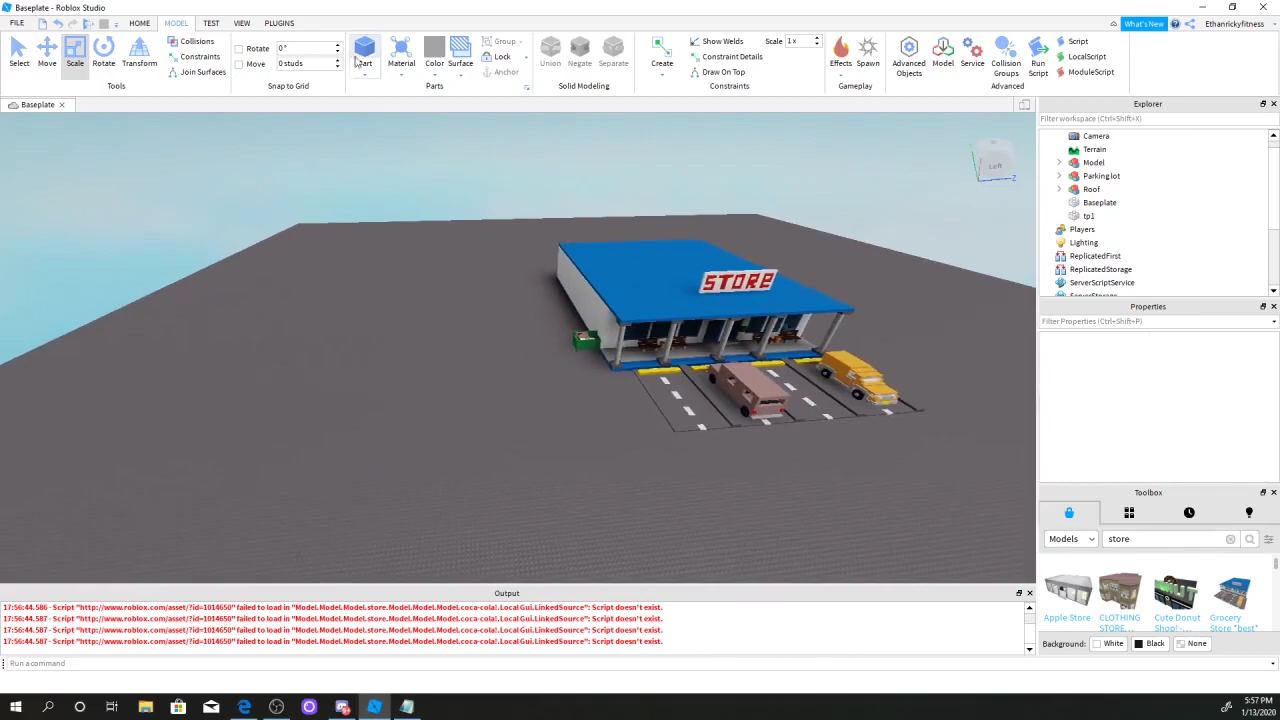 Baseplate - Roblox Studio
FILE HOME MODEL TEST VIEW PLUGINS What's New Ethanrickyfitness
Select Move Scale Rotate Transform
Collisions
Constraints
Join Surfaces
Tools
Rotate 0°
Move 0 studs
Snap to Grid
Material Color Surface
Group
Lock
Anchor
Parts
Union Negate Separate
Solid Modeling
Create
Show Welds Scale 1 x
Constraint Details
Draw On Top
Constraints
Effects Spawn
Gameplay
Advanced Objects Model Service Collision Groups Run Script
Script
LocalScript
ModuleScript
Advanced
Baseplate
Left
Z
STORE
Explorer
Filter workspace (Ctrl+Shift+X)
Camera
Terrain
Model
Parking lot
Roof
Baseplate
tp1
Players
Lighting
ReplicatedFirst
ReplicatedStorage
ServerScriptService
Properties
Filter Properties (Ctrl+Shift+P)
Toolbox
Models store
Apple Store
CLOTHING STORE...
Cute Donut Shop! -...
Grocery Store *best*
Background: White Black None
Output
17:56:44.586 - Script "http://www.roblox.com/asset/?id=1014650" failed to load in "Model.Model.Model.store.Model.Model.Model.coca-cola!.Local Gui.LinkedSource": Script doesn't exist.
17:56:44.587 - Script "http://www.roblox.com/asset/?id=1014650" failed to load in "Model.Model.Model.store.Model.Model.Model.coca-cola!.Local Gui.LinkedSource": Script doesn't exist.
17:56:44.587 - Script "http://www.roblox.com/asset/?id=1014650" failed to load in "Model.Model.Model.store.Model.Model.Model.coca-cola!.Local Gui.LinkedSource": Script doesn't exist.
17:56:44.587 - Script "http://www.roblox.com/asset/?id=1014650" failed to load in "Model.Model.Model.store.Model.Model.Model.coca-cola!.Local Gui.LinkedSource": Script doesn't exist.
Run a command
5:57 PM
1/13/2020